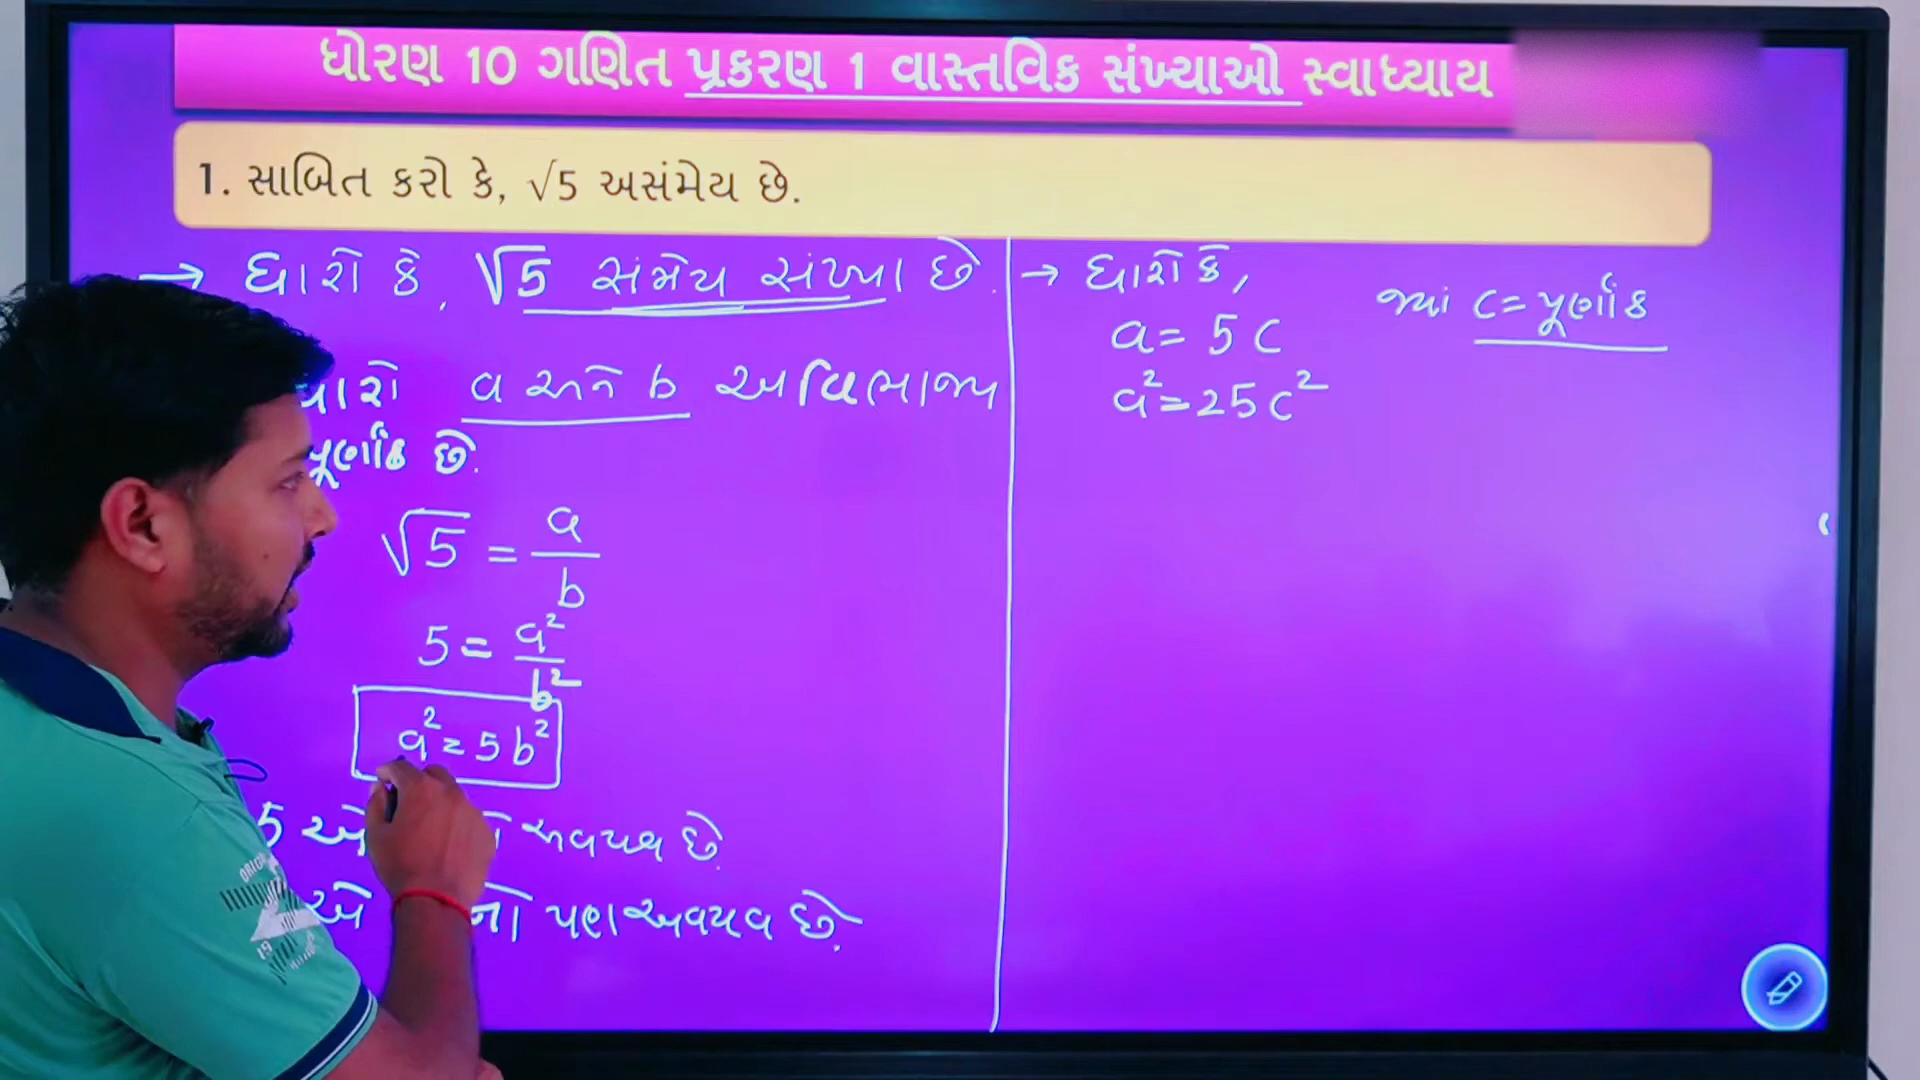 ધોરણ 10 ગણિત પ્રકરણ 1 વાસ્તવિક સંખ્યાઓ સ્વાધ્યાય
1. સાબિત કરો કે, √5 અસંમેય છે.
→ ધારો કે, √5 સંમેય સંખ્યા છે.
a અને b અવિભાજ્ય
પૂર્ણાંક છે.
√5 = a/b
5 = a²/b²
a² = 5b²
5 એ અવયવ છે.
એ નો પણ અવયવ છે.
→ ધારો કે,
જ્યાં c = પૂર્ણાંક
a = 5c
a² = 25c²